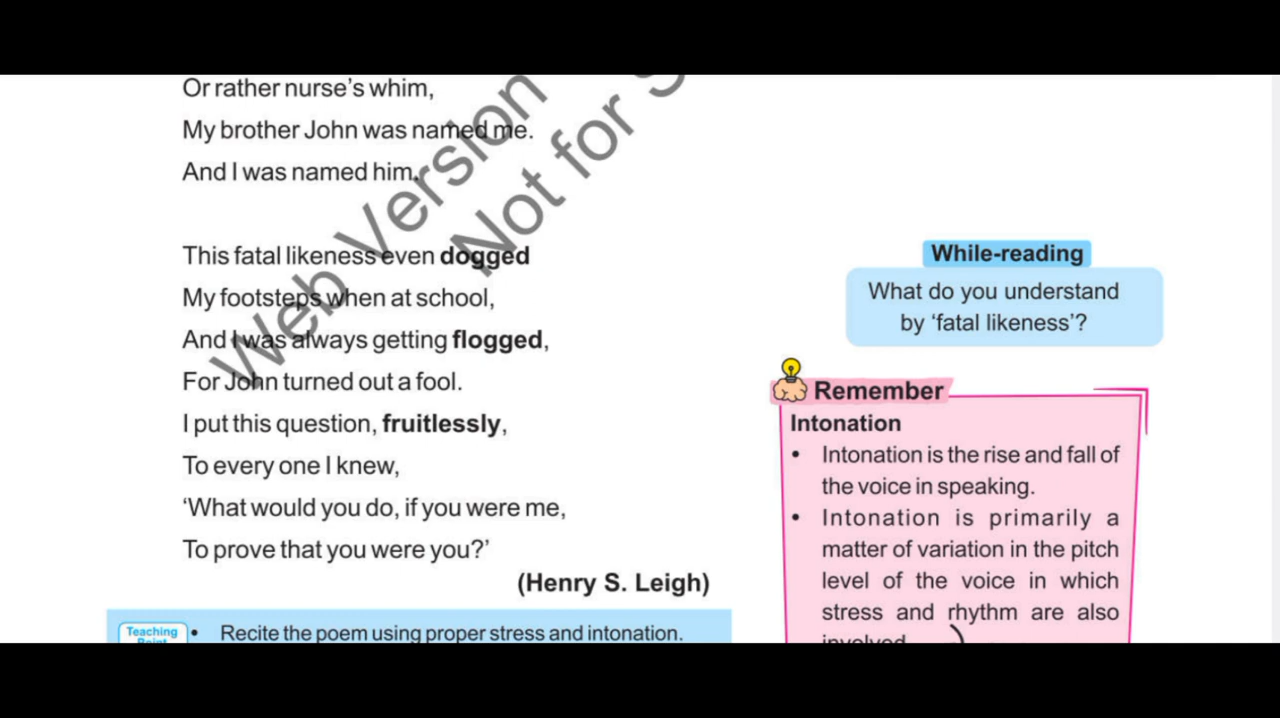 Or rather nurse's whim,
My brother John was named me.
And I was named him.
This fatal likeness even dogged
My footsteps when at school,
And I was always getting flogged,
For John turned out a fool.
I put this question, fruitlessly,
To every one I knew,
'What would you do, if you were me,
To prove that you were you?'
(Henry S. Leigh)
Teaching
Point
• Recite the poem using proper stress and intonation.
Web Version
Not for
While-reading
What do you understand
by 'fatal likeness'?
Remember
Intonation
• Intonation is the rise and fall of
the voice in speaking.
• Intonation is primarily a
matter of variation in the pitch
level of the voice in which
stress and rhythm are also
involved